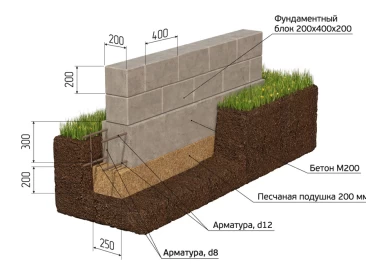 Фундаментный
блок 200х400х200
200
400
200
300
200
250
Бетон М200
Песчаная подушка 200 мм
Арматура, d12
Арматура, d8